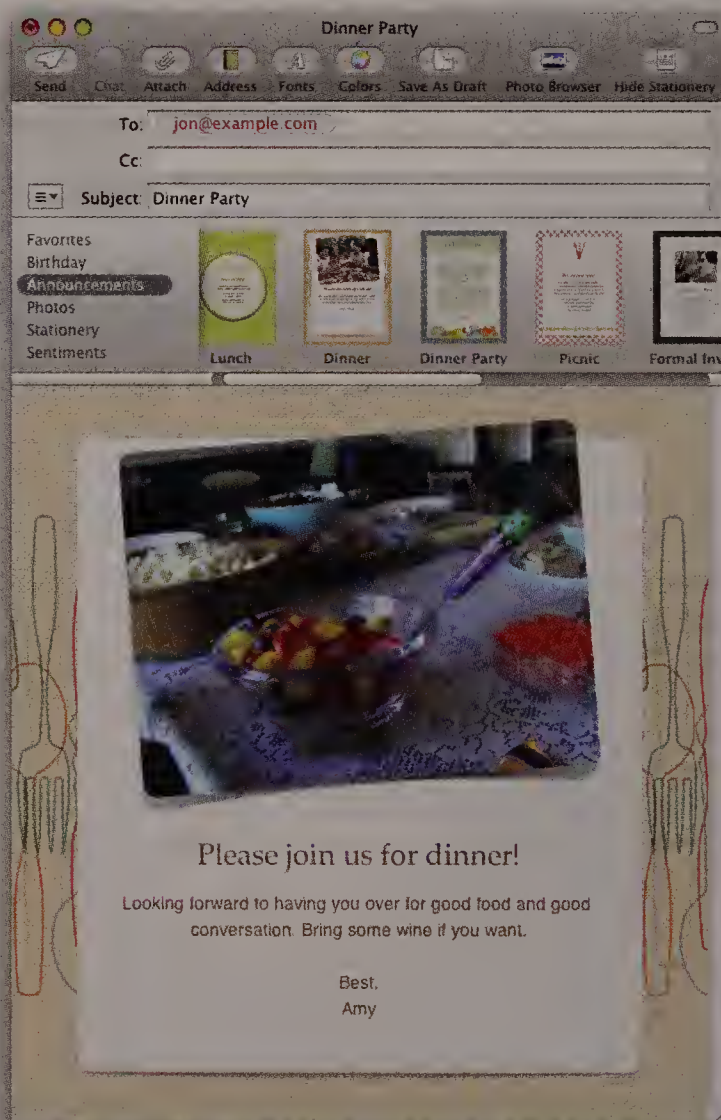 Dinner Party
Send Chat Attach Address Fonts Colors Save As Draft Photo Browser Hide Stationery
To: jon@example.com
Cc:
Subject: Dinner Party
Favorites
Birthday
Announcements
Photos
Stationery
Sentiments
Lunch Dinner Dinner Party Picnic Formal Inv
Please join us for dinner!
Looking forward to having you over for good food and good
conversation. Bring some wine if you want.
Best,
Amy